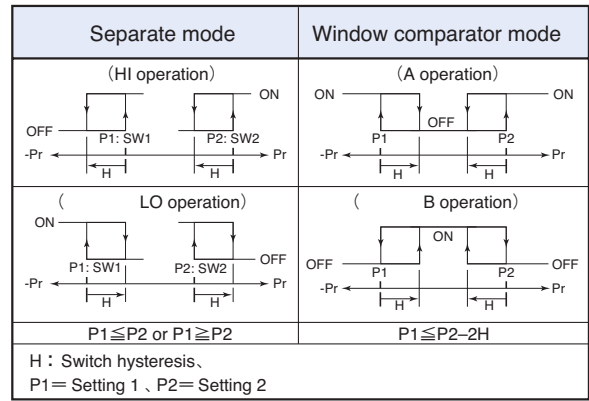 Separate mode
Window comparator mode
(HI operation)
ON
OFF
P1: SW1
P2: SW2
-Pr
Pr
H
H
(A operation)
ON
ON
OFF
P1
P2
-Pr
Pr
H
H
( LO operation)
ON
P1: SW1
P2: SW2
OFF
-Pr
Pr
H
H
( B operation)
ON
OFF
P1
P2
OFF
-Pr
Pr
H
H
P1≦P2 or P1≧P2
P1≦P2–2H
H：Switch hysteresis、
P1＝ Setting 1 、P2＝ Setting 2